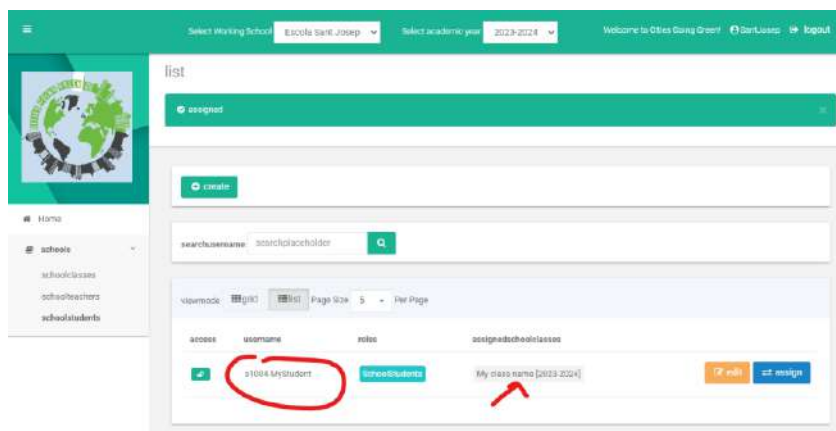 Select Working School Escola Sant Josep Select academic year 2023-2024 Welcome to Cities Going Green! SantJosep logout
list
assigned
create
Home
schools
searchusername searchplaceholder
schoolclasses
schoolteachers
schoolstudents
viewmode grid list Page Size 5 Per Page
access username roles assignedschoolclasses
s1004-MyStudent SchoolStudents My class name [2023-2024] edit assign